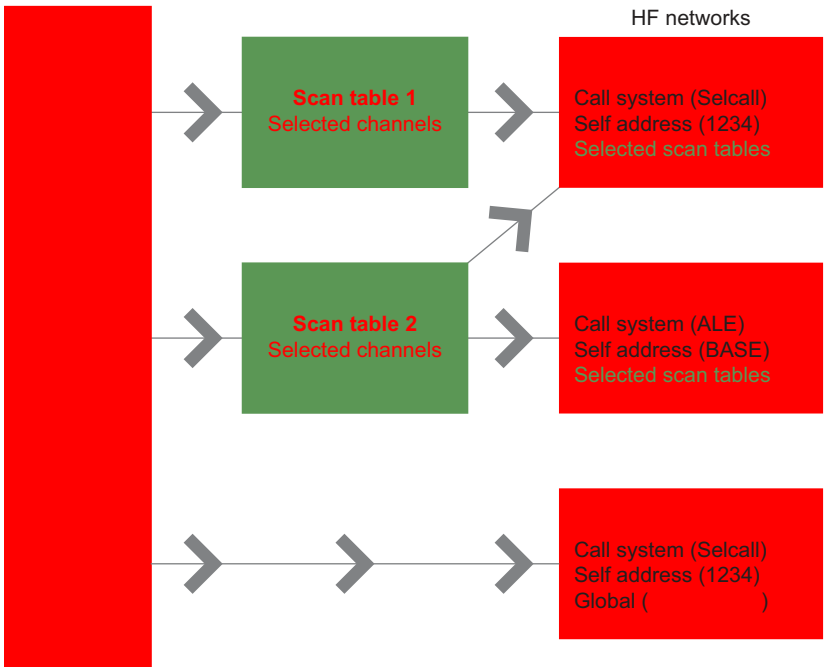 HF networks
Scan table 1
Selected channels
Call system (Selcall)
Self address (1234)
Selected scan tables
Scan table 2
Selected channels
Call system (ALE)
Self address (BASE)
Selected scan tables
Call system (Selcall)
Self address (1234)
Global ( )